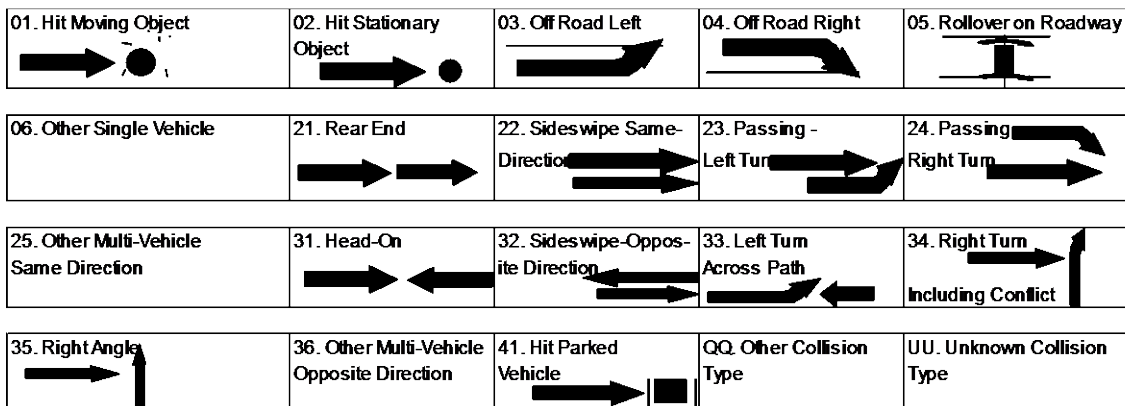 01. Hit Moving Object
02. Hit Stationary
Object
03. Off Road Left
04. Off Road Right
05. Rollover on Roadway
06. Other Single Vehicle
21. Rear End
22. Sideswipe Same-
Direction
23. Passing -
Left Turn
24. Passing
Right Turn
25. Other Multi-Vehicle
Same Direction
31. Head-On
32. Sideswipe-Oppos-
ite Direction
33. Left Turn
Across Path
34. Right Turn
Including Conflict
35. Right Angle
36. Other Multi-Vehicle
Opposite Direction
41. Hit Parked
Vehicle
QQ. Other Collision
Type
UU. Unknown Collision
Type